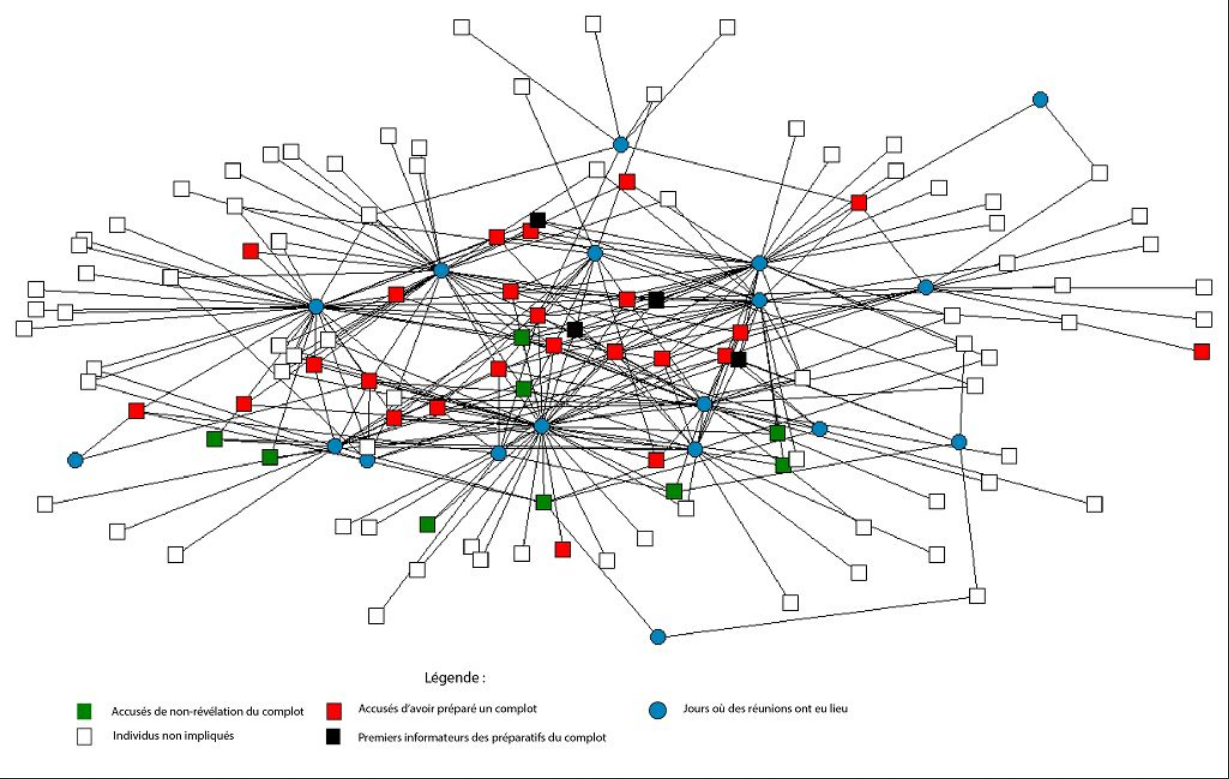 Légende :
Accusés de non-révélation du complot
Accusés d'avoir préparé un complot
Jours où des réunions ont eu lieu
Individus non impliqués
Premiers informateurs des préparatifs du complot